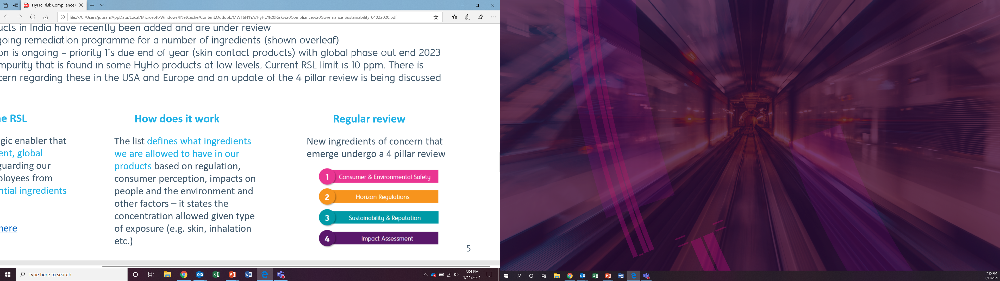 HyHo Risk Compliance
file:///C:/Users/jduran/AppData/Local/Microsoft/Windows/INetCache/Content.Outlook/MW16H1YA/HyHo%20Risk%20Compliance%20Governance_Sustainability_04022020.pdf
ucts in India have recently been added and are under review
going remediation programme for a number of ingredients (shown overleaf)
on is ongoing – priority 1's due end of year (skin contact products) with global phase out end 2023
mpurity that is found in some HyHo products at low levels. Current RSL limit is 10 ppm. There is
cern regarding these in the USA and Europe and an update of the 4 pillar review is being discussed
e RSL
egic enabler that
ent, global
guarding our
ployees from
ntial ingredients
here
How does it work
The list defines what ingredients
we are allowed to have in our
products based on regulation,
consumer perception, impacts on
people and the environment and
other factors – it states the
concentration allowed given type
of exposure (e.g. skin, inhalation
etc.)
Regular review
New ingredients of concern that
emerge undergo a 4 pillar review
1 Consumer & Environmental Safety
2 Horizon Regulations
3 Sustainability & Reputation
4 Impact Assessment
5
Type here to search
7:34 PM
1/11/2021
7:35 PM
1/11/2021